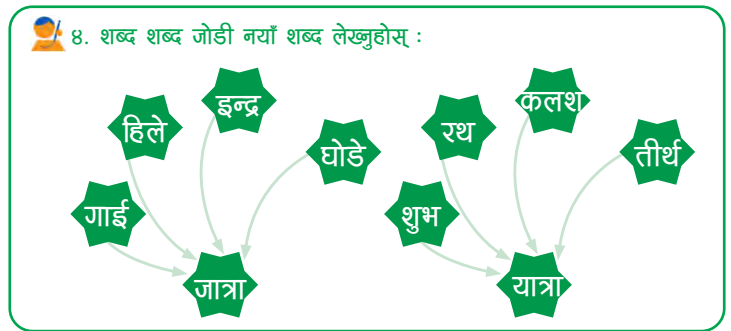 ४. शब्द शब्द जोडी नयाँ शब्द लेख्नुहोस् :
इन्द्र
हिले
घोडे
गाई
जात्रा
कलश
रथ
तीर्थ
शुभ
यात्रा